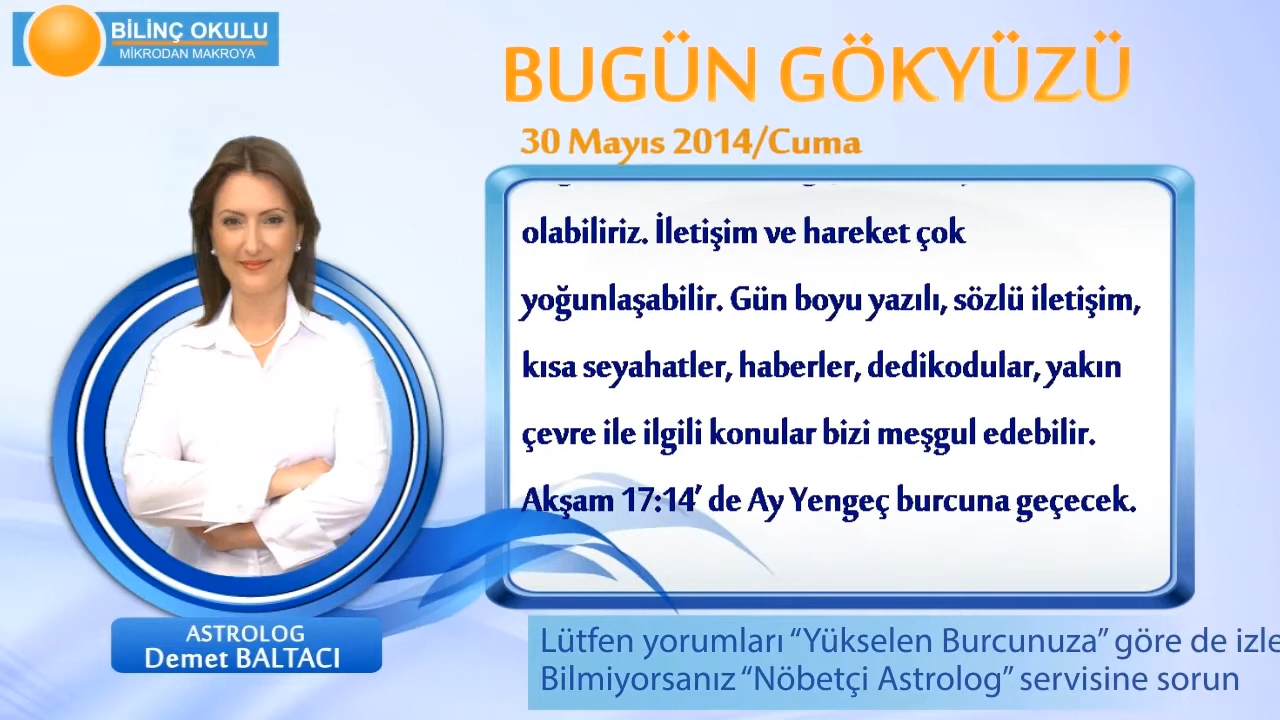 BİLİNÇ OKULU
MİKRODAN MAKROYA
BUGÜN GÖKYÜZÜ
30 Mayıs 2014/Cuma
olabiliriz. İletişim ve hareket çok
yoğunlaşabilir. Gün boyu yazılı, sözlü iletişim,
kısa seyahatler, haberler, dedikodular, yakın
çevre ile ilgili konular bizi meşgul edebilir.
Akşam 17:14’ de Ay Yengeç burcuna geçecek.
ASTROLOG
Demet BALTACI
Lütfen yorumları “Yükselen Burcunuza” göre de izle
Bilmiyorsanız “Nöbetçi Astrolog” servisine sorun